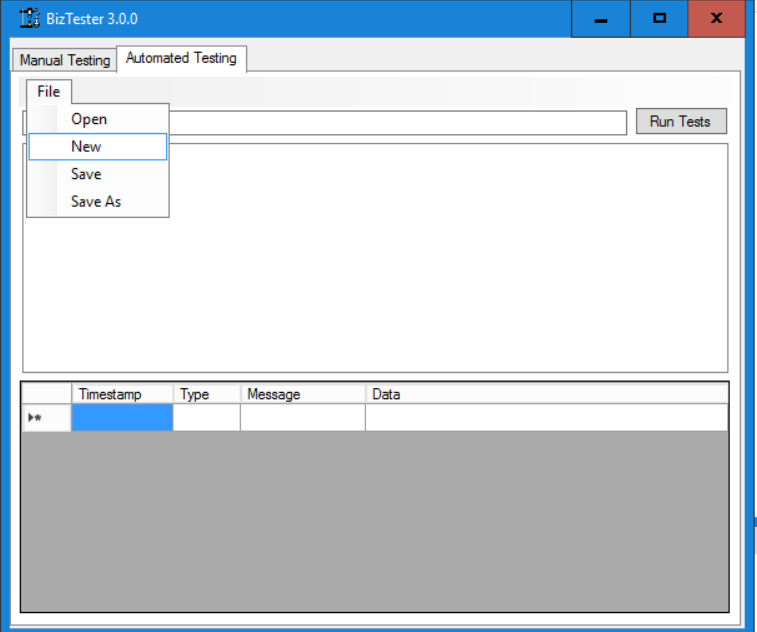 BizTester 3.0.0
Manual Testing Automated Testing
File
Open
Run Tests
New
Save
Save As
Timestamp Type Message Data